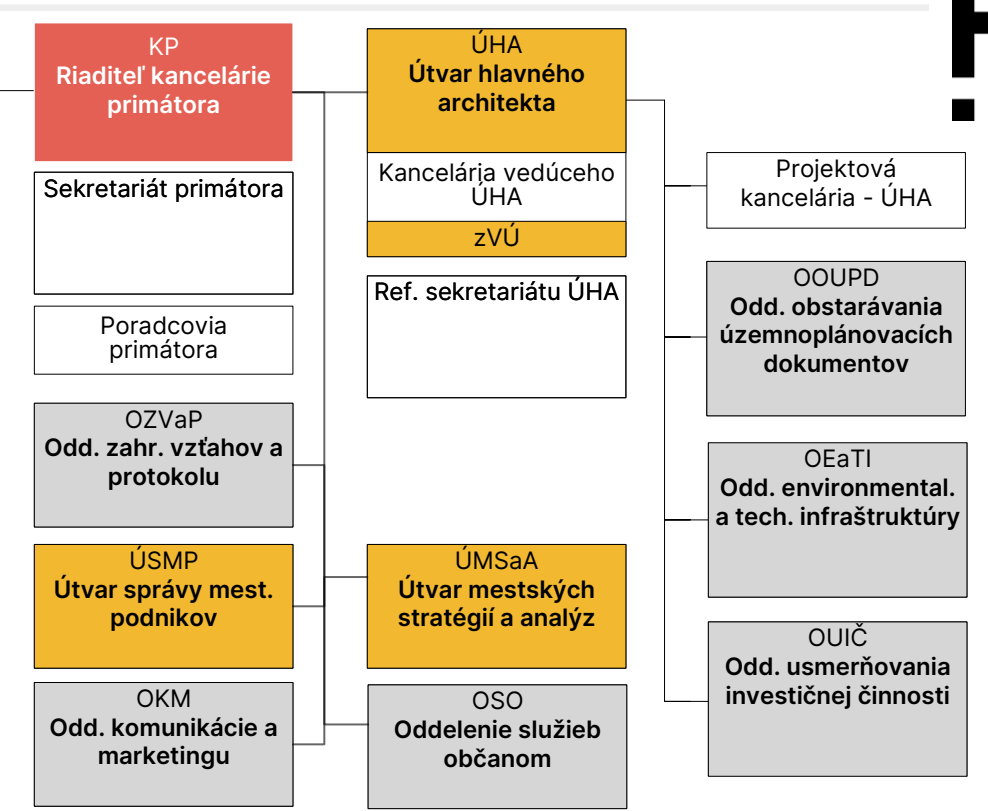 KP
Riaditeľ kancelárie
primátora
Sekretariát primátora
Poradcovia
primátora
OZVaP
Odd. zahr. vzťahov a
protokolu
ÚSMP
Útvar správy mest.
podnikov
OKM
Odd. komunikácie a
marketingu
ÚHA
Útvar hlavného
architekta
Kancelária vedúceho
ÚHA
zVÚ
Ref. sekretariátu ÚHA
ÚMSaA
Útvar mestských
stratégií a analýz
OSO
Oddelenie služieb
občanom
Projektová
kancelária - ÚHA
OOUPD
Odd. obstarávania
územnoplánovacích
dokumentov
OEaTI
Odd. environmental.
a tech. infraštruktúry
OUIČ
Odd. usmerňovania
investičnej činnosti